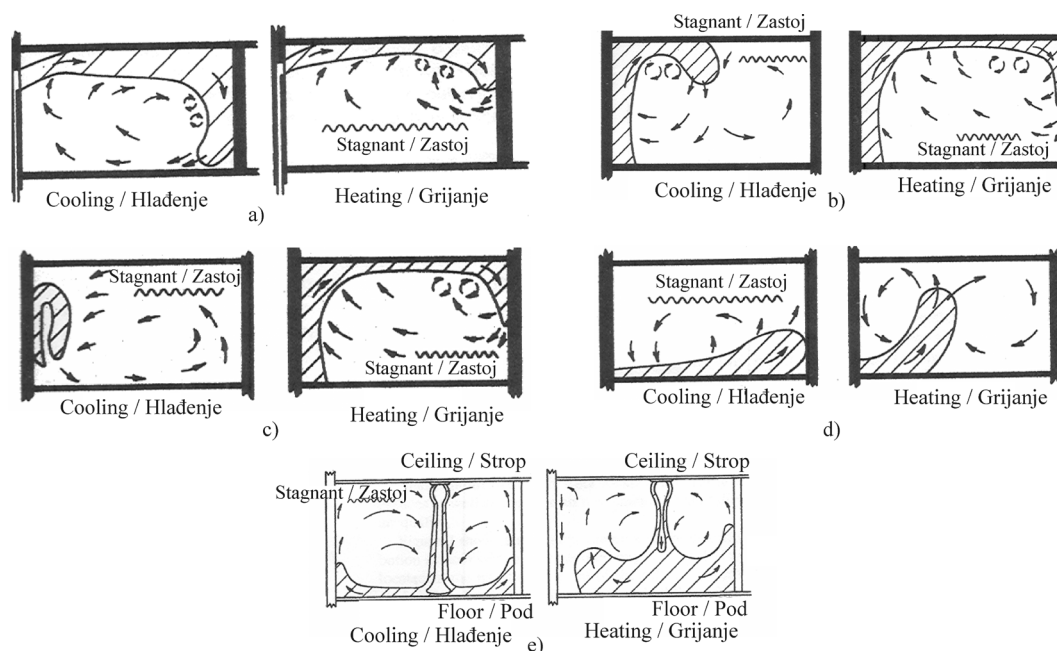 Stagnant / Zastoj
Cooling / Hlađenje
Heating / Grijanje
a)
Stagnant / Zastoj
Stagnant / Zastoj
Cooling / Hlađenje
Heating / Grijanje
b)
Stagnant / Zastoj
Stagnant / Zastoj
Cooling / Hlađenje
Heating / Grijanje
c)
Stagnant / Zastoj
Cooling / Hlađenje
Heating / Grijanje
d)
Ceiling / Strop
Ceiling / Strop
Stagnant / Zastoj
Floor / Pod
Floor / Pod
Cooling / Hlađenje
Heating / Grijanje
e)